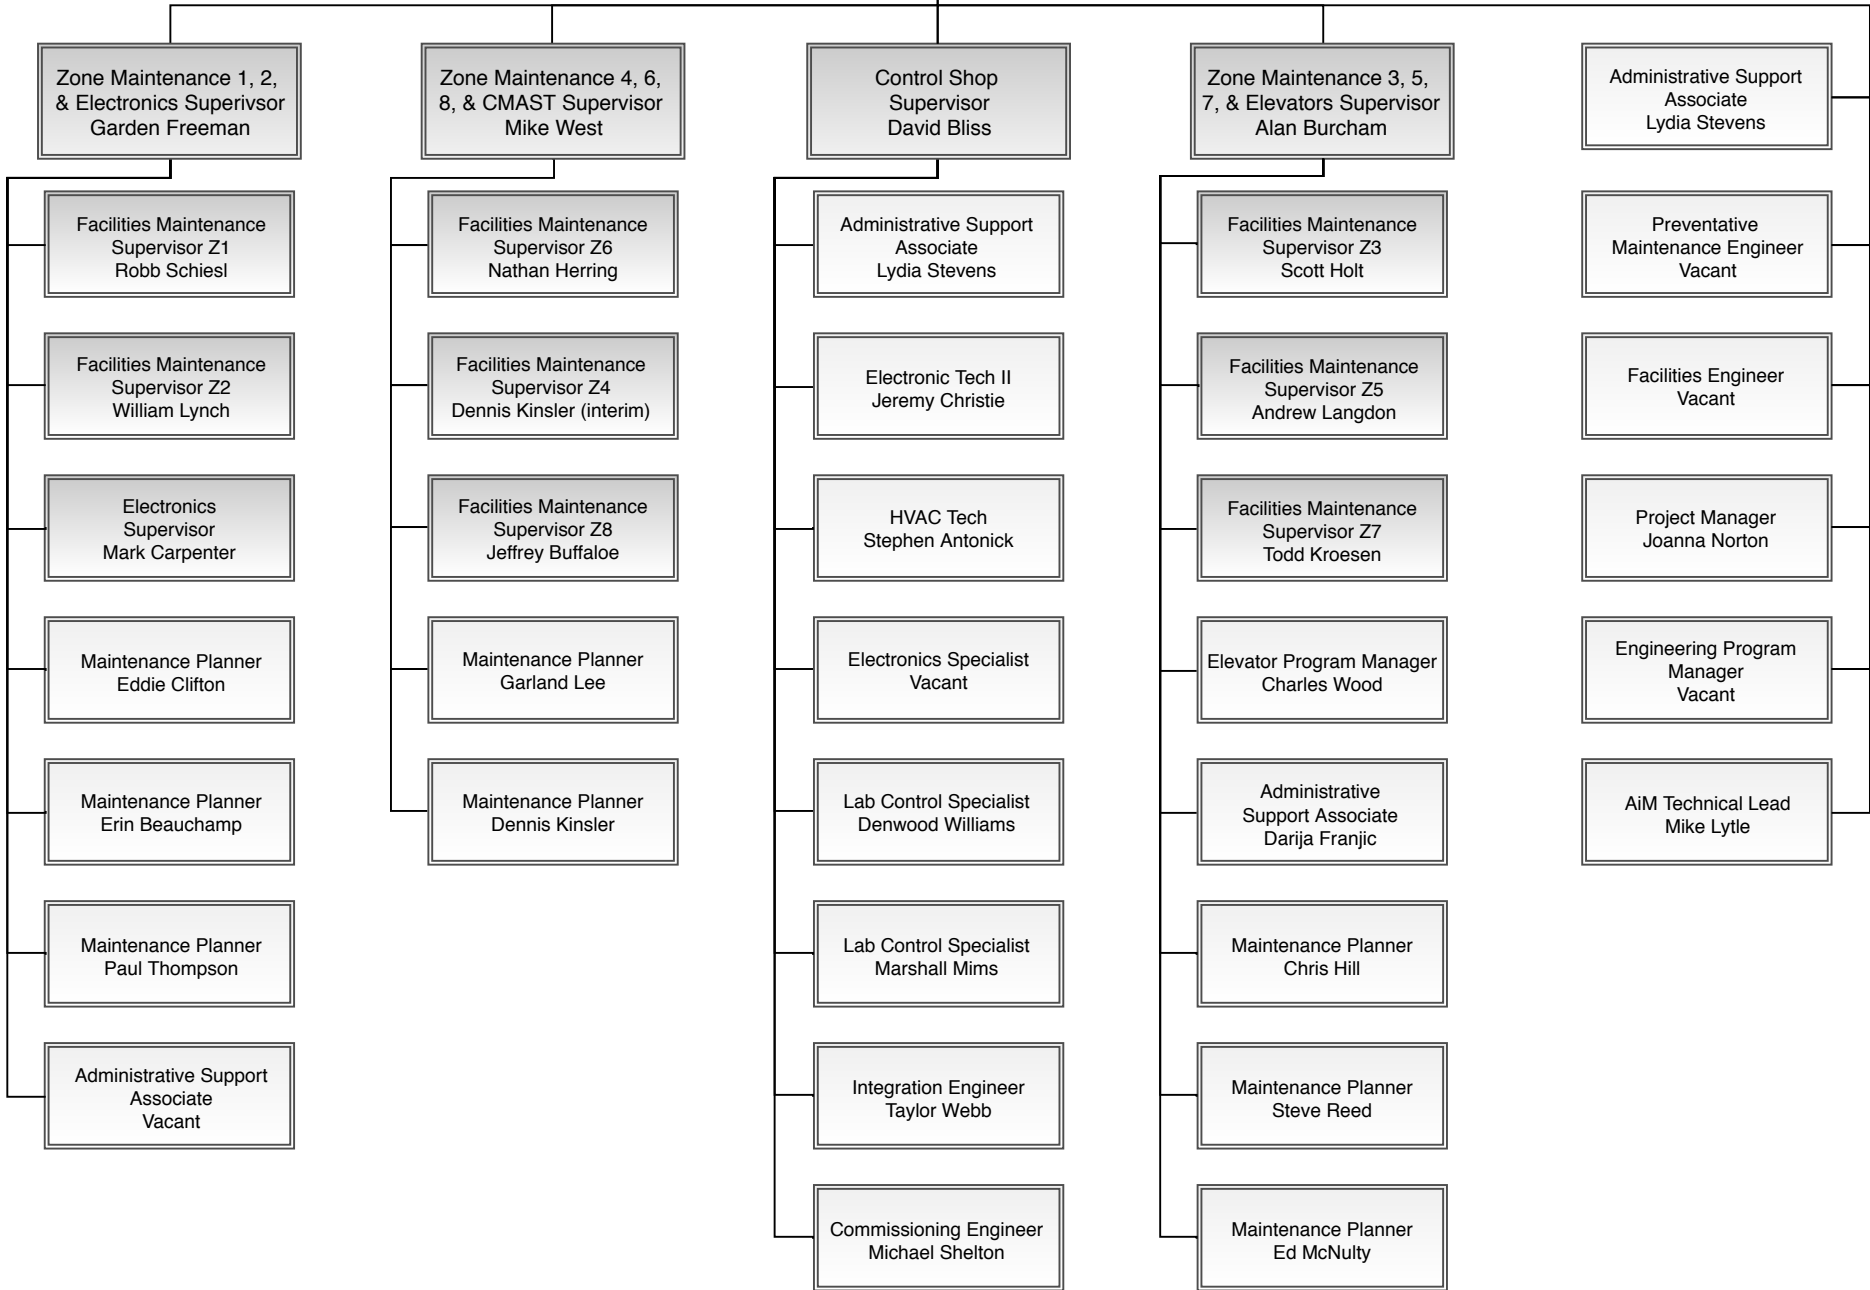 Zone Maintenance 1, 2,
& Electronics Superivsor
Garden Freeman
Facilities Maintenance
Supervisor Z1
Robb Schiesl
Facilities Maintenance
Supervisor Z2
William Lynch
Electronics
Supervisor
Mark Carpenter
Maintenance Planner
Eddie Clifton
Maintenance Planner
Erin Beauchamp
Maintenance Planner
Paul Thompson
Administrative Support
Associate
Vacant
Zone Maintenance 4, 6,
8, & CMAST Supervisor
Mike West
Facilities Maintenance
Supervisor Z6
Nathan Herring
Facilities Maintenance
Supervisor Z4
Dennis Kinsler (interim)
Facilities Maintenance
Supervisor Z8
Jeffrey Buffaloe
Maintenance Planner
Garland Lee
Maintenance Planner
Dennis Kinsler
Control Shop
Supervisor
David Bliss
Administrative Support
Associate
Lydia Stevens
Electronic Tech II
Jeremy Christie
HVAC Tech
Stephen Antonick
Electronics Specialist
Vacant
Lab Control Specialist
Denwood Williams
Lab Control Specialist
Marshall Mims
Integration Engineer
Taylor Webb
Commissioning Engineer
Michael Shelton
Zone Maintenance 3, 5,
7, & Elevators Supervisor
Alan Burcham
Facilities Maintenance
Supervisor Z3
Scott Holt
Facilities Maintenance
Supervisor Z5
Andrew Langdon
Facilities Maintenance
Supervisor Z7
Todd Kroesen
Elevator Program Manager
Charles Wood
Administrative
Support Associate
Darija Franjic
Maintenance Planner
Chris Hill
Maintenance Planner
Steve Reed
Maintenance Planner
Ed McNulty
Administrative Support
Associate
Lydia Stevens
Preventative
Maintenance Engineer
Vacant
Facilities Engineer
Vacant
Project Manager
Joanna Norton
Engineering Program
Manager
Vacant
AiM Technical Lead
Mike Lytle